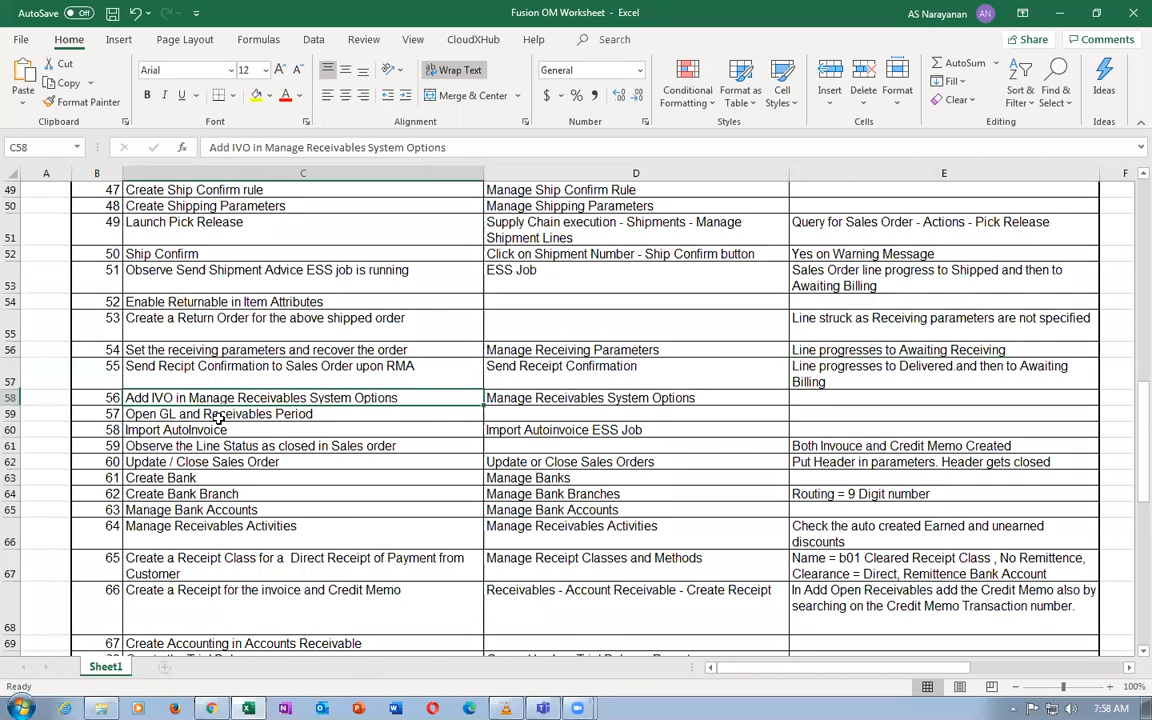 AutoSave Off
Fusion OM Worksheet - Excel
AS Narayanan AN
File Home Insert Page Layout Formulas Data Review View CloudXHub Help Search Share Comments
Paste Cut Copy Format Painter
Arial 12
Wrap Text
Merge & Center
General
Conditional Formatting
Format as Table
Cell Styles
Insert Delete Format
AutoSum Fill Clear
Sort & Filter
Find & Select
Ideas
Clipboard Font Alignment Number Styles Cells Editing Ideas
C58 fx Add IVO in Manage Receivables System Options
A B C D E F
49 47 Create Ship Confirm rule Manage Ship Confirm Rule
50 48 Create Shipping Parameters Manage Shipping Parameters
51 49 Launch Pick Release Supply Chain execution - Shipments - Manage Shipment Lines Query for Sales Order - Actions - Pick Release
52 50 Ship Confirm Click on Shipment Number - Ship Confirm button Yes on Warning Message
53 51 Observe Send Shipment Advice ESS job is running ESS Job Sales Order line progress to Shipped and then to Awaiting Billing
54 52 Enable Returnable in Item Attributes
55 53 Create a Return Order for the above shipped order Line struck as Receiving parameters are not specified
56 54 Set the receiving parameters and recover the order Manage Receiving Parameters Line progresses to Awaiting Receiving
57 55 Send Recipt Confirmation to Sales Order upon RMA Send Receipt Confirmation Line progresses to Delivered and then to Awaiting Billing
58 56 Add IVO in Manage Receivables System Options Manage Receivables System Options
59 57 Open GL and Receivables Period
60 58 Import AutoInvoice Import Autoinvoice ESS Job
61 59 Observe the Line Status as closed in Sales order Both Invouce and Credit Memo Created
62 60 Update / Close Sales Order Update or Close Sales Orders Put Header in parameters. Header gets closed
63 61 Create Bank Manage Banks
64 62 Create Bank Branch Manage Bank Branches Routing = 9 Digit number
65 63 Manage Bank Accounts Manage Bank Accounts
66 64 Manage Receivables Activities Manage Receivables Activities Check the auto created Earned and unearned discounts
67 65 Create a Receipt Class for a Direct Receipt of Payment from Customer Manage Receipt Classes and Methods Name = b01 Cleared Receipt Class , No Remittence, Clearance = Direct, Remittence Bank Account
68 66 Create a Receipt for the invoice and Credit Memo Receivables - Account Receivable - Create Receipt In Add Open Receivables add the Credit Memo also by searching on the Credit Memo Transaction number.
69 67 Create Accounting in Accounts Receivable
Sheet1
Ready
100%
7:58 AM